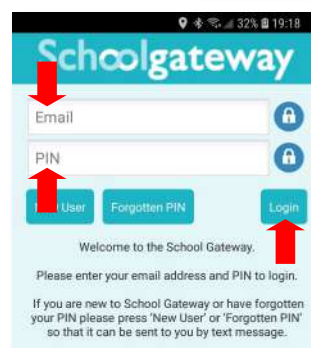 32% 19:18
Schoolgateway
Email
PIN
User Forgotten PIN Login
Welcome to the School Gateway.
Please enter your email address and PIN to login.
If you are new to School Gateway or have forgotten
your PIN please press 'New User' or 'Forgotten PIN'
so that it can be sent to you by text message.